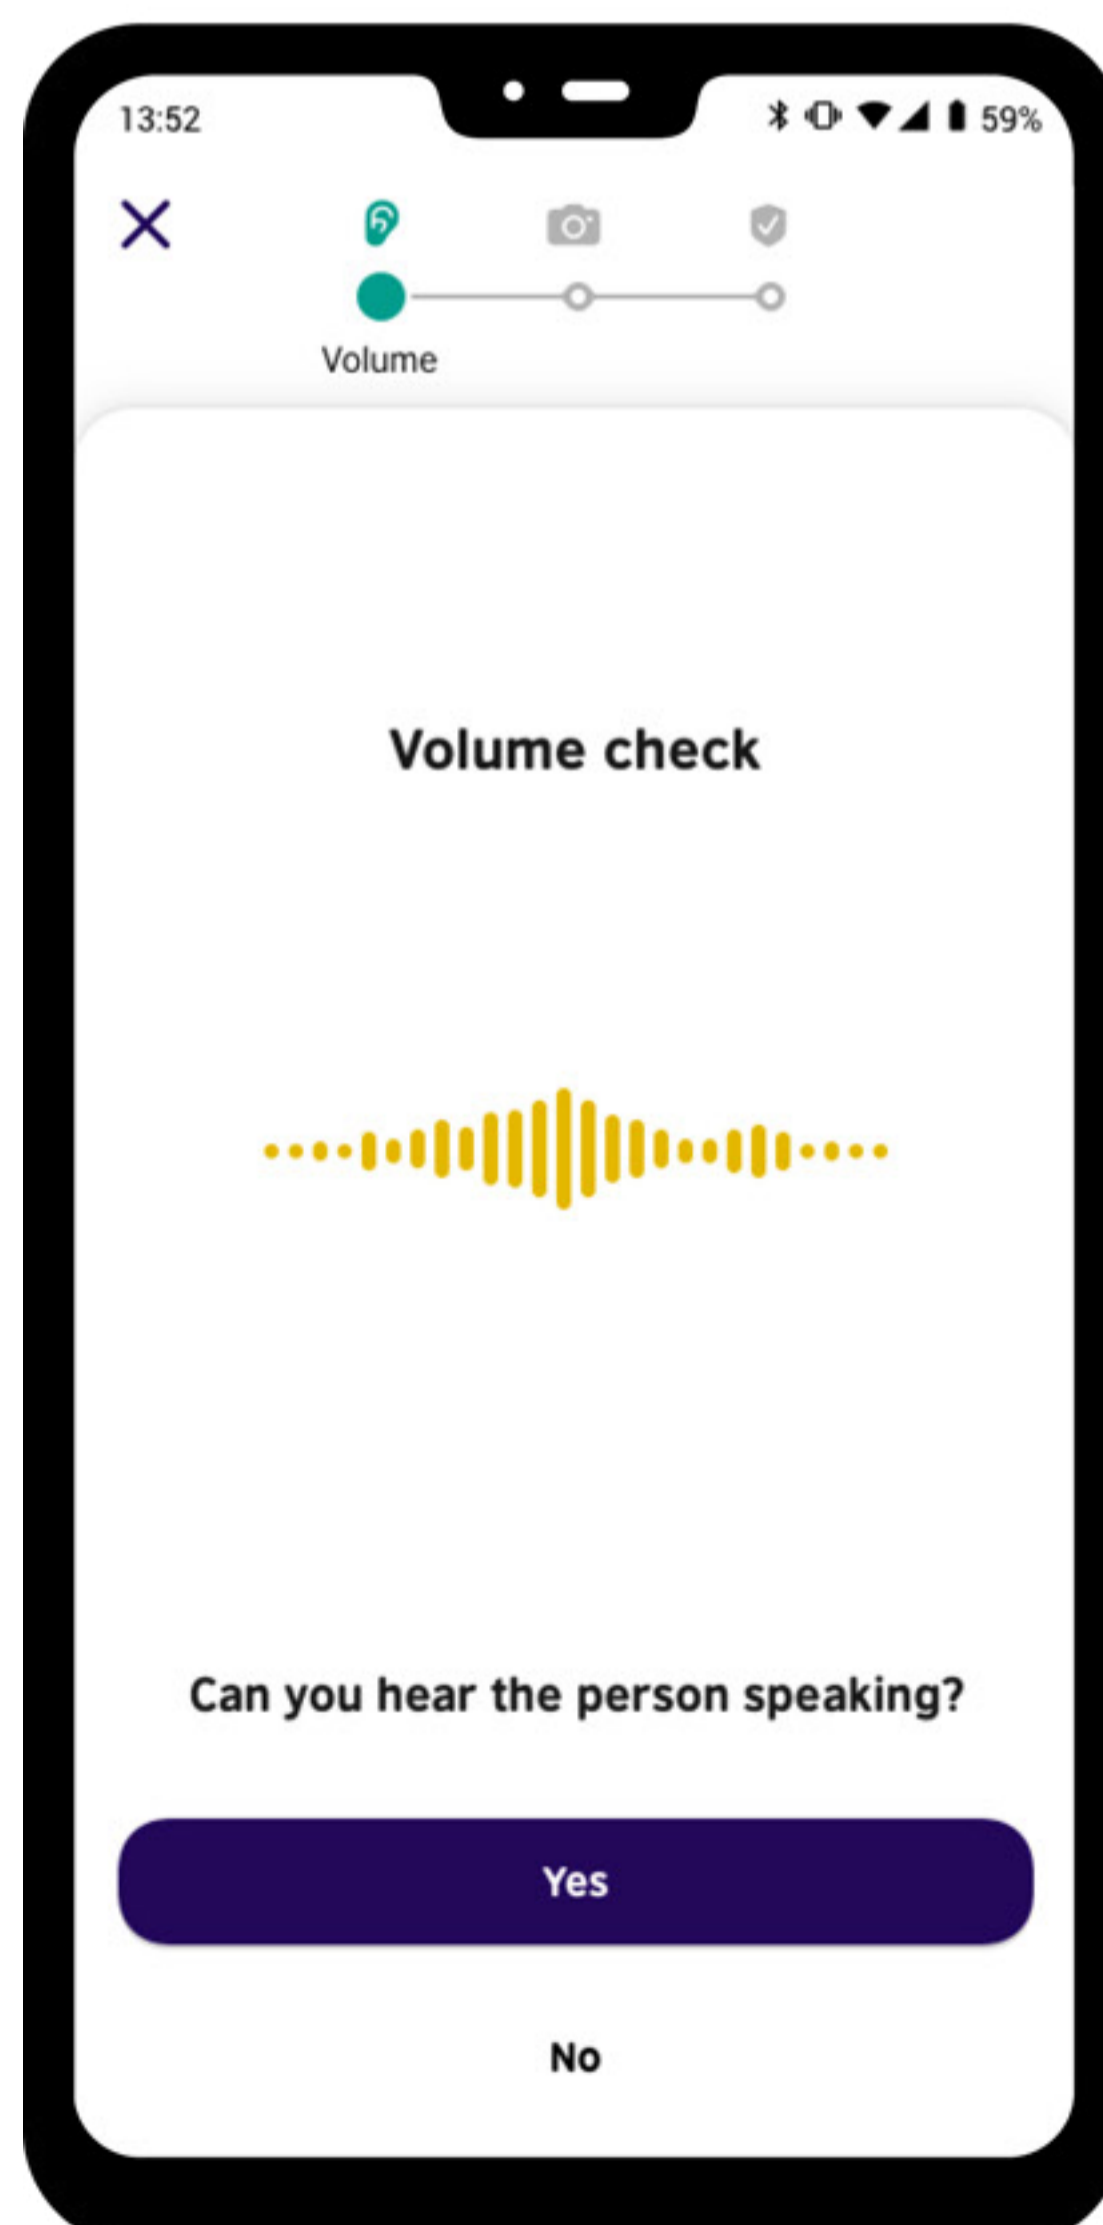 13:52 59%
Volume
Volume check
Can you hear the person speaking?
Yes
No